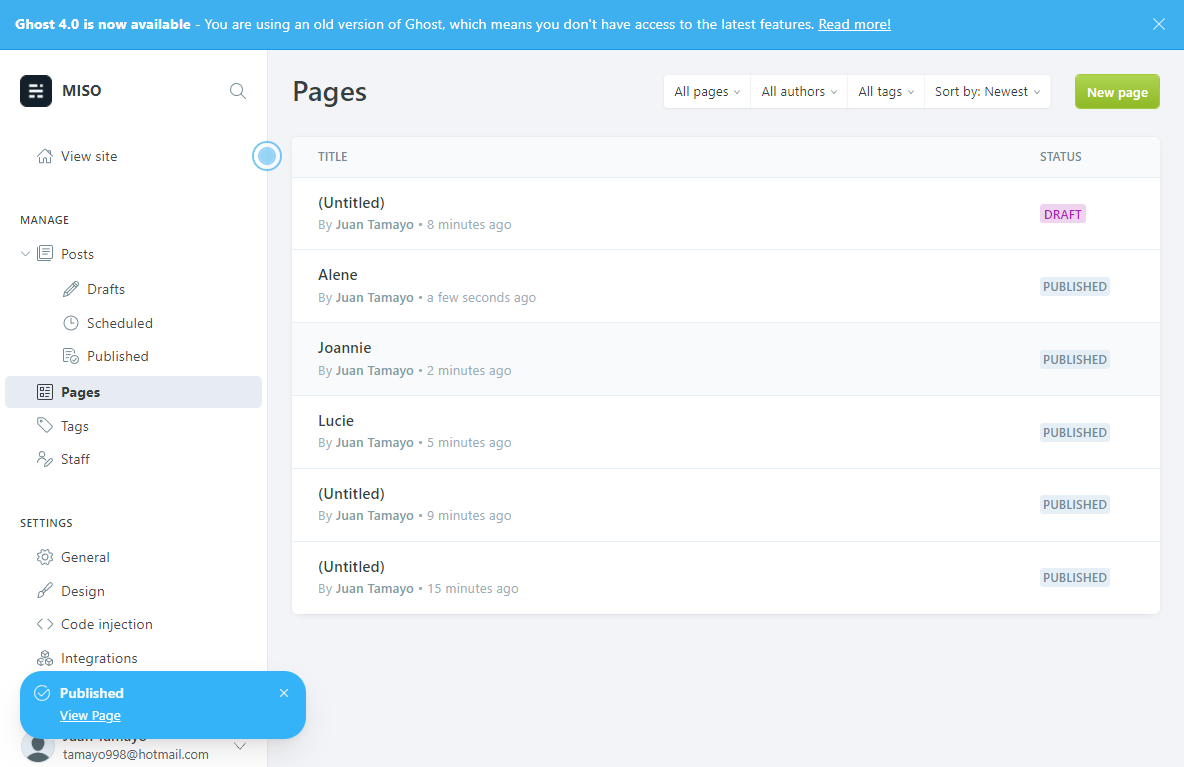 Ghost 4.0 is now available - You are using an old version of Ghost, which means you don't have access to the latest features. Read more!
MISO
View site
MANAGE
Posts
Drafts
Scheduled
Published
Pages
Tags
Staff
SETTINGS
General
Design
Code injection
Integrations
Published
View Page
Juan Tamayo
tamayo998@hotmail.com
Pages
All pages All authors All tags Sort by: Newest New page
TITLE STATUS
(Untitled)
By Juan Tamayo • 8 minutes ago
DRAFT
Alene
By Juan Tamayo • a few seconds ago
PUBLISHED
Joannie
By Juan Tamayo • 2 minutes ago
PUBLISHED
Lucie
By Juan Tamayo • 5 minutes ago
PUBLISHED
(Untitled)
By Juan Tamayo • 9 minutes ago
PUBLISHED
(Untitled)
By Juan Tamayo • 15 minutes ago
PUBLISHED